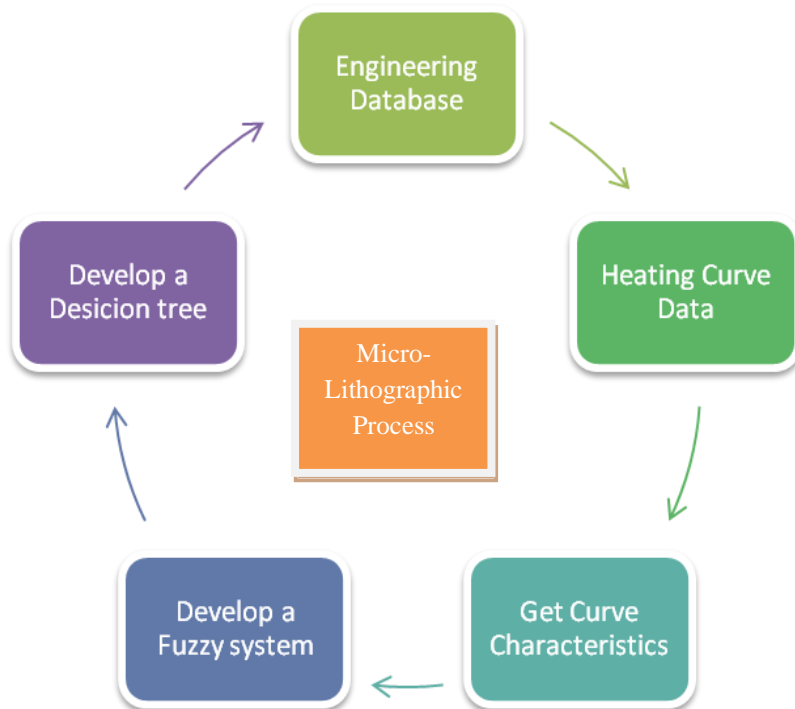 Engineering
Database
Heating Curve
Data
Get Curve
Characteristics
Develop a
Fuzzy system
Develop a
Desicion tree
Micro-
Lithographic
Process